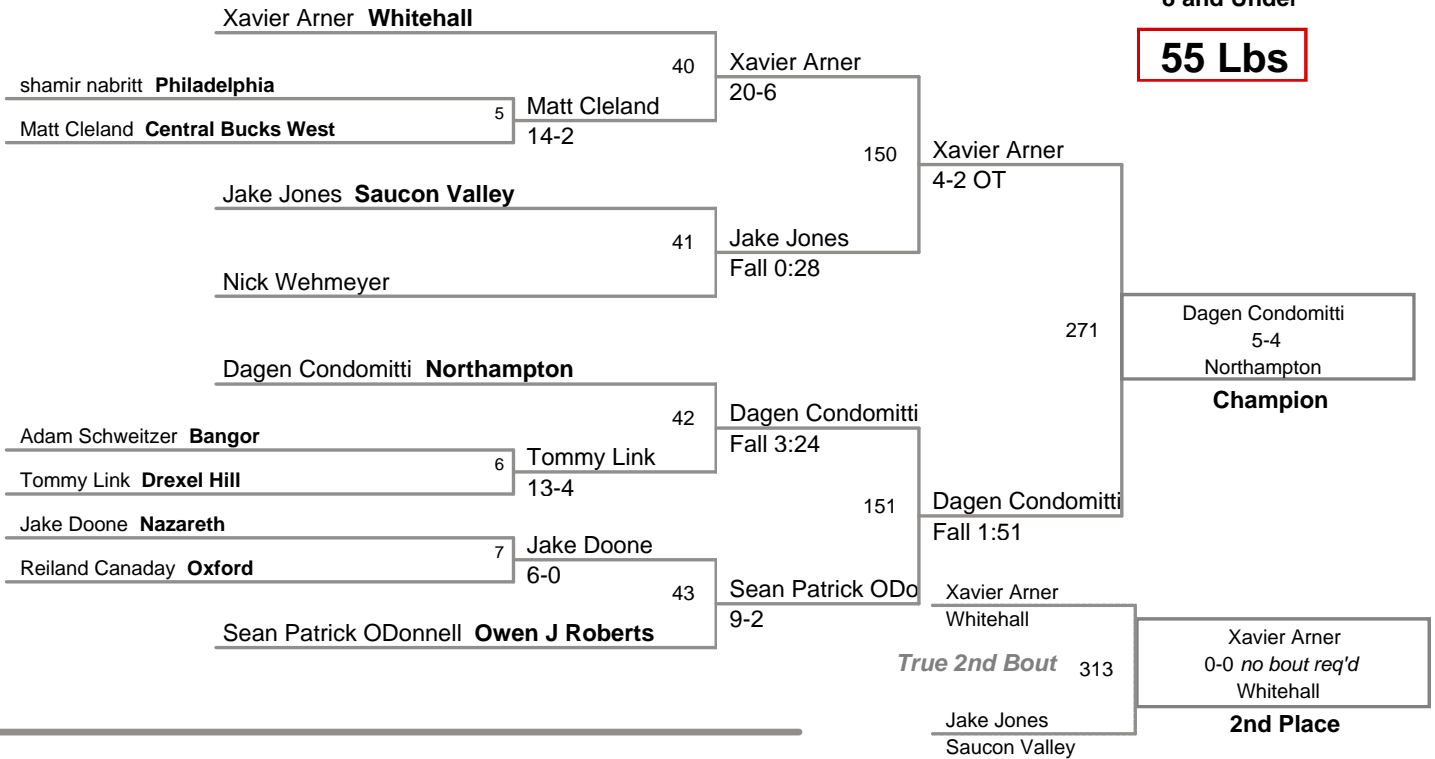 8 and Under
55 Lbs
Xavier Arner Whitehall
40
shamir nabritt Philadelphia
5
Matt Cleland Central Bucks West
Matt Cleland
14-2
Xavier Arner
20-6
150
Jake Jones Saucon Valley
41
Nick Wehmeyer
Jake Jones
Fall 0:28
Xavier Arner
4-2 OT
271
Dagen Condomitti Northampton
42
Adam Schweitzer Bangor
6
Tommy Link Drexel Hill
Tommy Link
13-4
Dagen Condomitti
Fall 3:24
151
Jake Doone Nazareth
7
Reiland Canaday Oxford
Jake Doone
6-0
43
Sean Patrick ODonnell Owen J Roberts
Sean Patrick ODo
9-2
Dagen Condomitti
Fall 1:51
Dagen Condomitti
5-4
Northampton
Champion
Xavier Arner
Whitehall
True 2nd Bout 313
Jake Jones
Saucon Valley
Xavier Arner
0-0 no bout req'd
Whitehall
2nd Place